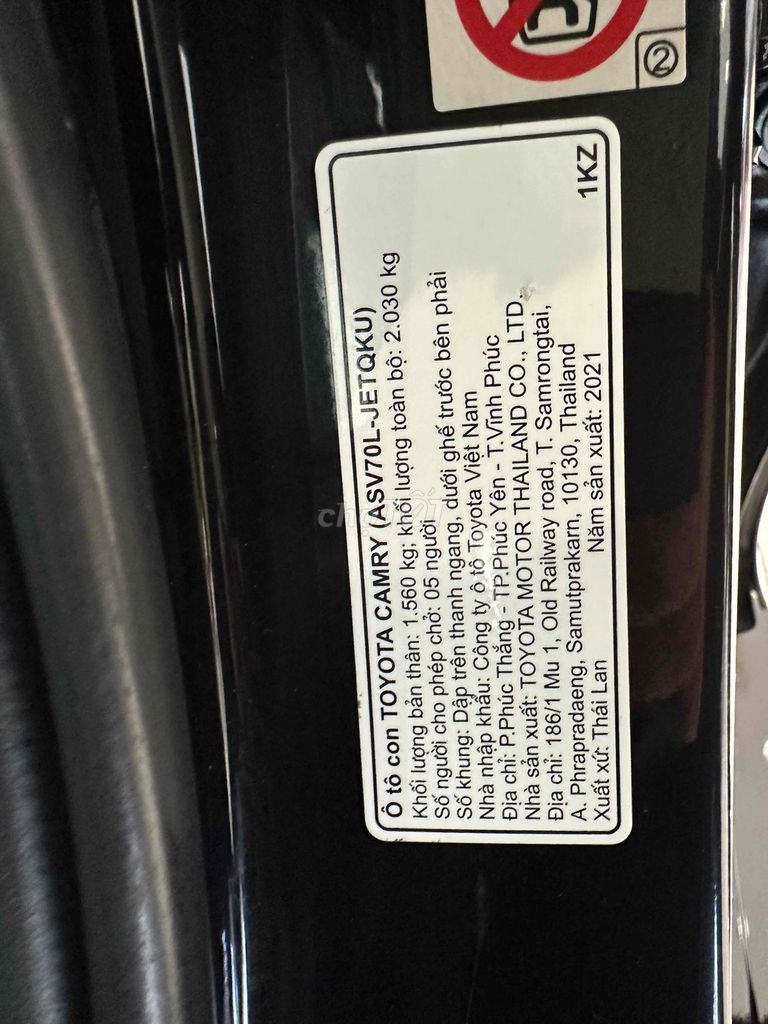 ②
Ô tô con TOYOTA CAMRY (ASV70L-JETQKU)
Khối lượng bản thân: 1.560 kg; khối lượng toàn bộ: 2.030 kg
Số người cho phép chở: 05 người
Số khung: Dập trên thanh ngang, dưới ghế trước bên phải
Nhà nhập khẩu: Công ty ô tô Toyota Việt Nam
Địa chỉ: P.Phúc Thắng - TP.Phúc Yên - T.Vĩnh Phúc
Nhà sản xuất: TOYOTA MOTOR THAILAND CO., LTD.
Địa chỉ: 186/1 Mu 1, Old Railway road, T. Samrongtai,
A. Phrapradaeng, Samutprakarn, 10130, Thailand
Xuất xứ: Thái Lan Năm sản xuất: 2021
1KZ
chợTỐT